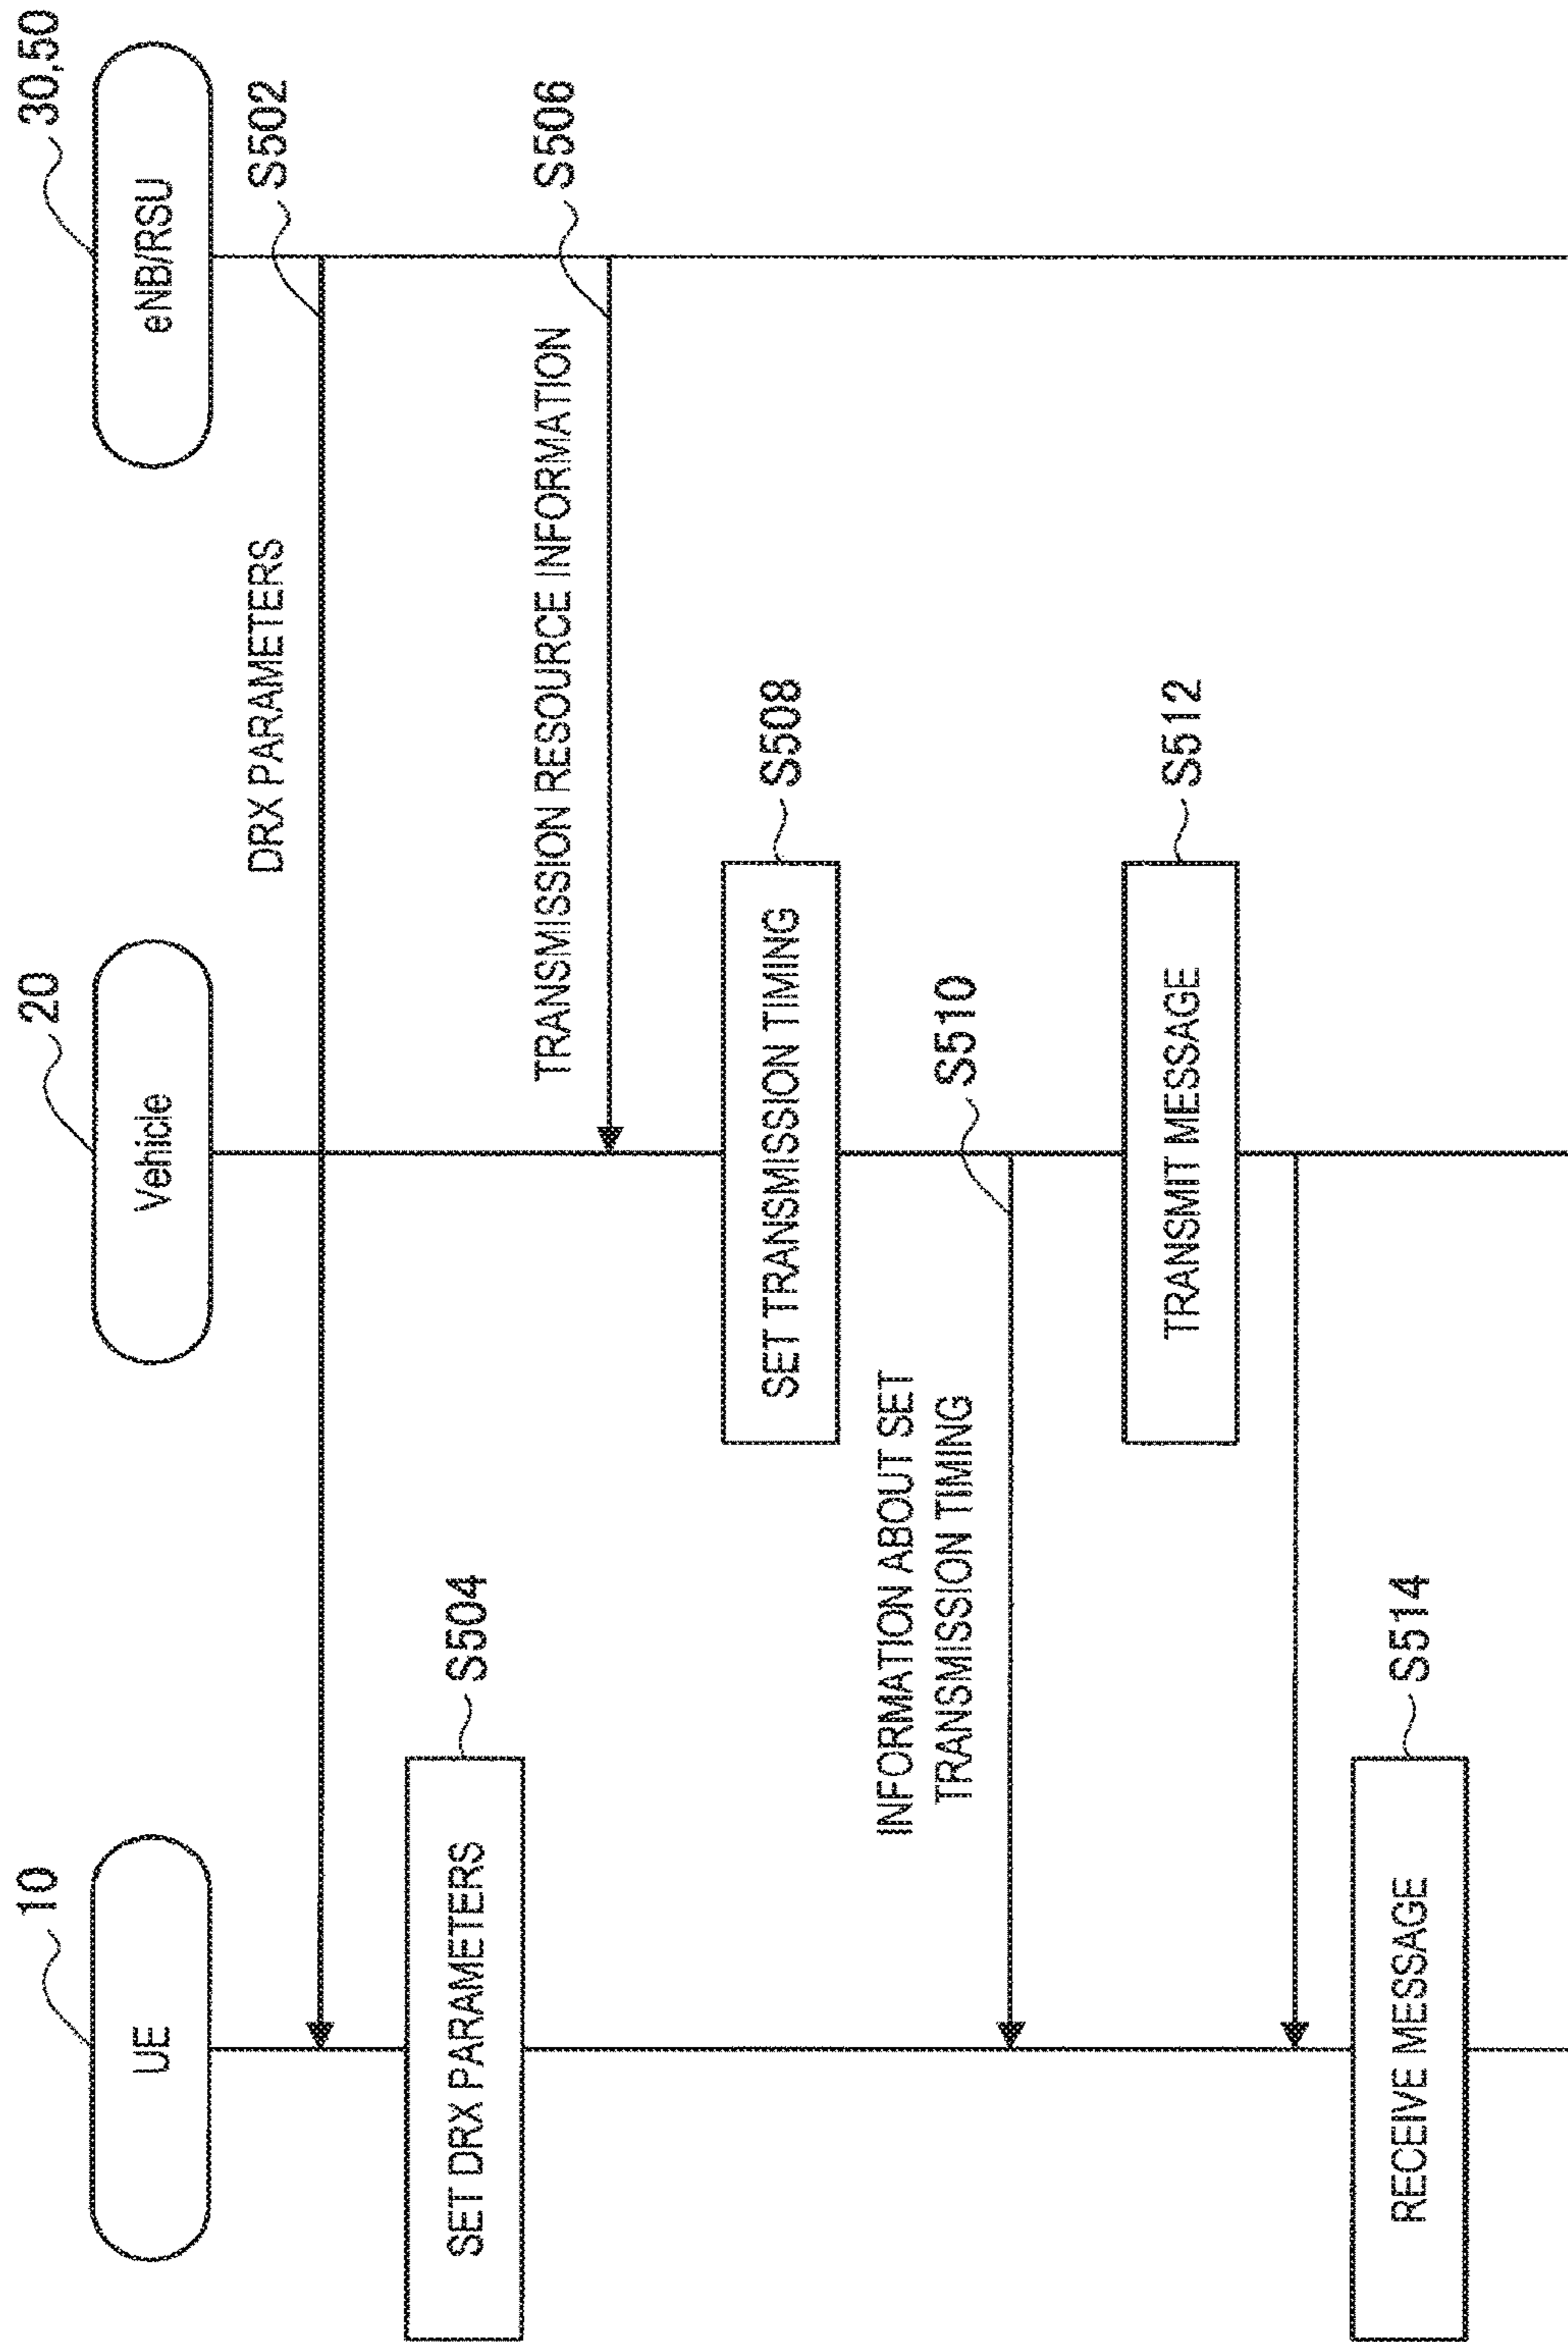 10
20
30,50
UE
Vehicle
eNB/RSU
DRX PARAMETERS
S502
SET DRX PARAMETERS
S504
TRANSMISSION RESOURCE INFORMATION
S506
SET TRANSMISSION TIMING
S508
INFORMATION ABOUT SET
TRANSMISSION TIMING
S510
TRANSMIT MESSAGE
S512
RECEIVE MESSAGE
S514